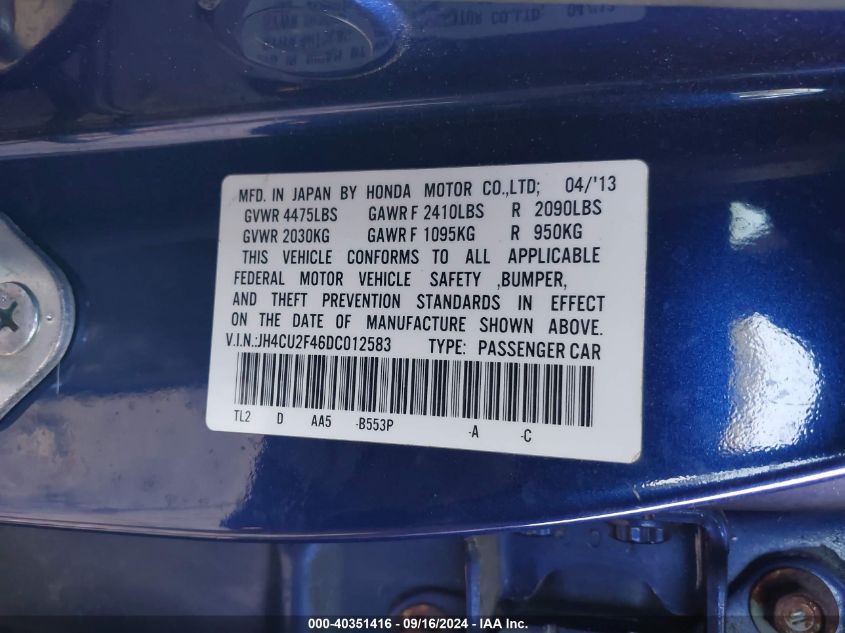 MFD. IN JAPAN BY HONDA MOTOR CO.,LTD; 04/'13
GVWR 4475LBS GAWR F 2410LBS R 2090LBS
GVWR 2030KG GAWR F 1095KG R 950KG
THIS VEHICLE CONFORMS TO ALL APPLICABLE
FEDERAL MOTOR VEHICLE SAFETY ,BUMPER,
AND THEFT PREVENTION STANDARDS IN EFFECT
ON THE DATE OF MANUFACTURE SHOWN ABOVE.
V.I.N.:JH4CU2F46DC012583 TYPE: PASSENGER CAR
TL2 D AA5 -B553P -A -C
000-40351416 - 09/16/2024 - IAA Inc.